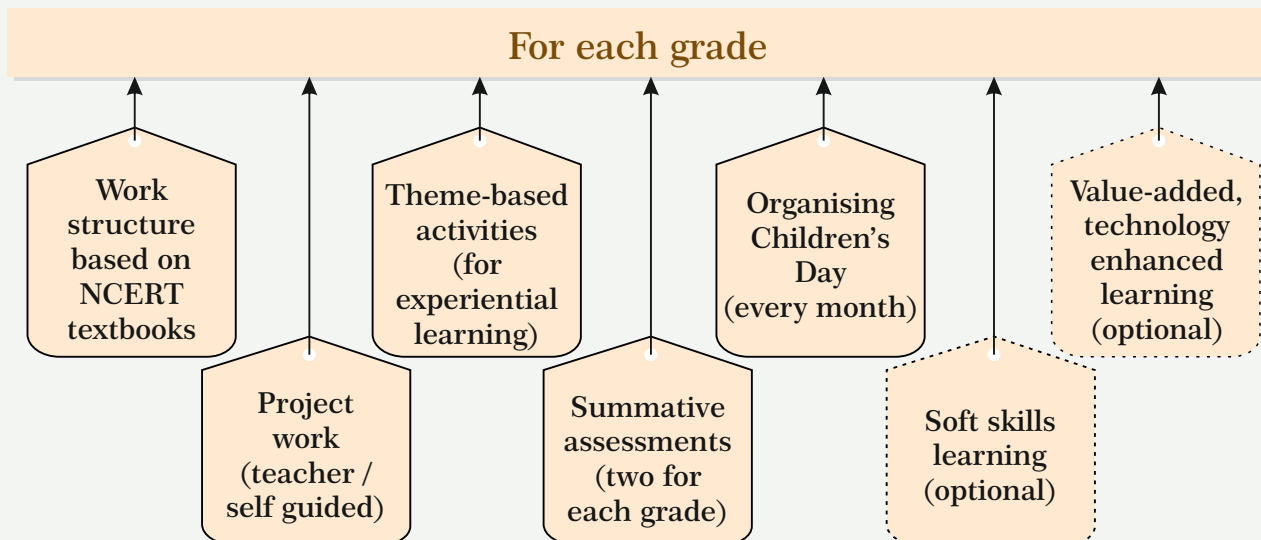 For each grade
Work
structure
based on
NCERT
textbooks
Project
work
(teacher /
self guided)
Theme-based
activities
(for
experiential
learning)
Summative
assessments
(two for
each grade)
Organising
Children’s
Day
(every month)
Soft skills
learning
(optional)
Value-added,
technology
enhanced
learning
(optional)